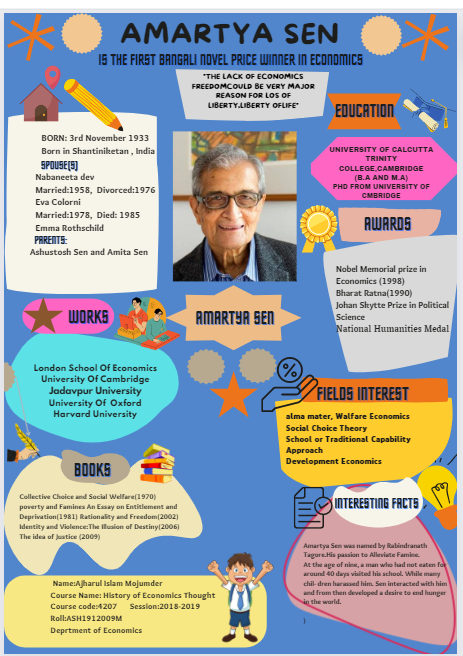 AMARTYA SEN
IS THE FIRST BANGALI NOVEL PRICE WINNER IN ECONOMICS
"THE LACK OF ECONOMICS
FREEDOMCOULD BE VERY MAJOR
REASON FOR LOS OF
LIBERTY.LIBERTY OFLIFE"
EDUCATION
UNIVERSITY OF CALCUTTA
TRINITY
COLLEGE,CAMBRIDGE
(B.A AND M.A)
PHD FROM UNIVERSITY OF
CMBRIDGE
BORN: 3rd November 1933
Born in Shantiniketan , India
SPOUSE(S)
Nabaneeta dev
Married:1958, Divorced:1976
Eva Colorni
Married:1978, Died: 1985
Emma Rothschild
PARENTS:
Ashustosh Sen and Amita Sen
AWARDS
Nobel Memorial prize in
Economics (1998)
Bharat Ratna(1990)
Johan Skytte Prize in Political
Science
National Humanities Medal
WORKS
AMARTYA SEN
London School Of Economics
University Of Cambridge
Jadavpur University
University Of Oxford
Harvard University
FIELDS INTEREST
alma mater, Walfare Economics
Social Choice Theory
School or Traditional Capability
Approach
Development Economics
BOOKS
Collective Choice and Social Welfare(1970)
poverty and Famines An Essay on Entitlement and
Deprivation(1981) Rationality and Freedom(2002)
Identity and Violence:The Illusion of Destiny(2006)
The idea of Justice (2009)
INTERESTING FACTS
Amartya Sen was named by Rabindranath
Tagore.His passion to Alleviate Famine.
At the age of nine, a man who had not eaten for
around 40 days visited his school. While many
chil- dren harassed him. Sen interacted with him
and from then developed a desire to end hunger
in the world.
)
Name:Ajharul Islam Mojumder
Course Name: History of Economics Thought
Course code:4207 Session:2018-2019
Roll:ASH1912009M
Deprtment of Economics